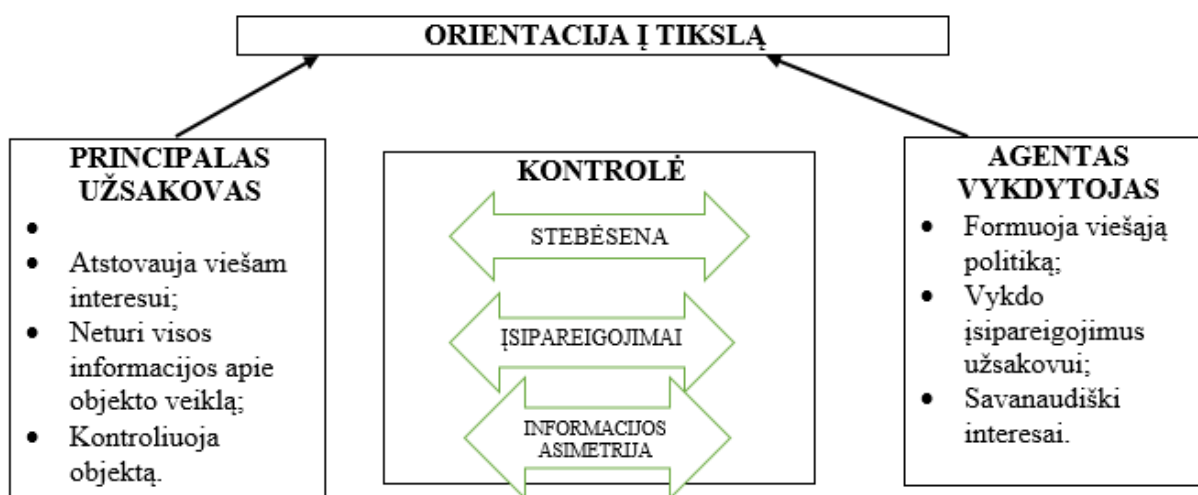 ORIENTACIJA Į TIKSLĄ
PRINCIPALAS
UŽSAKOVAS
•
• Atstovauja viešam
interesui;
• Neturi visos
informacijos apie
objekto veiklą;
• Kontroliuoja
objektą.
KONTROLĖ
STEBĖSENA
ĮSIPAREIGOJIMAI
INFORMACIJOS
ASIMETRIJA
AGENTAS
VYKDYTOJAS
• Formuoja viešąją
politiką;
• Vykdo
įsipareigojimus
užsakovui;
• Savanaudiški
interesai.